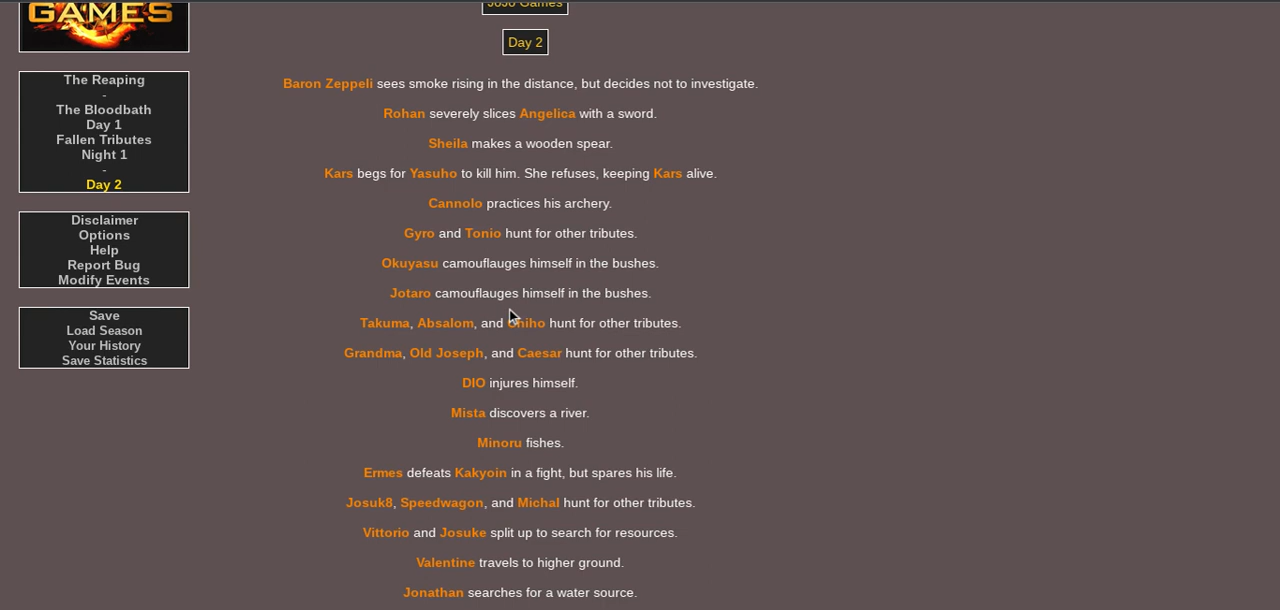 GAMES
JoJo Games
Day 2
The Reaping
-
The Bloodbath
Day 1
Fallen Tributes
Night 1
-
Day 2
Disclaimer
Options
Help
Report Bug
Modify Events
Save
Load Season
Your History
Save Statistics
Baron Zeppeli sees smoke rising in the distance, but decides not to investigate.
Rohan severely slices Angelica with a sword.
Sheila makes a wooden spear.
Kars begs for Yasuho to kill him. She refuses, keeping Kars alive.
Cannolo practices his archery.
Gyro and Tonio hunt for other tributes.
Okuyasu camouflauges himself in the bushes.
Jotaro camouflauges himself in the bushes.
Takuma, Absalom, and hunt for other tributes.
Grandma, Old Joseph, and Caesar hunt for other tributes.
DIO injures himself.
Mista discovers a river.
Minoru fishes.
Ermes defeats Kakyoin in a fight, but spares his life.
Josuk8, Speedwagon, and Michal hunt for other tributes.
Vittorio and Josuke split up to search for resources.
Valentine travels to higher ground.
Jonathan searches for a water source.